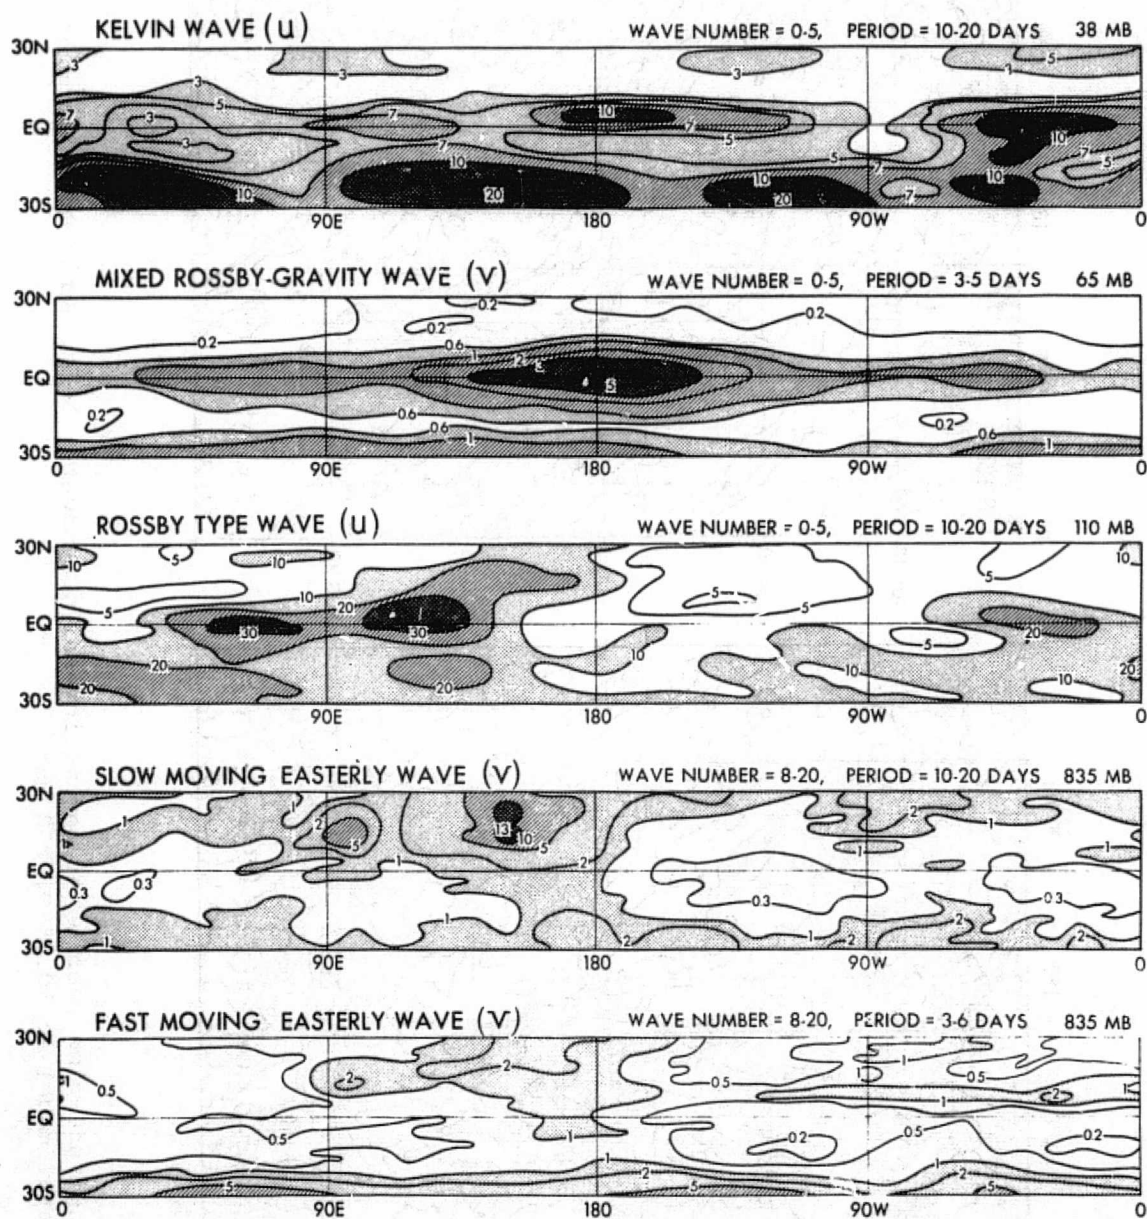 KELVIN WAVE (u) WAVE NUMBER = 0-5, PERIOD = 10-20 DAYS 38 MB
30N
3 3 3 5
3 5 7 10
EQ
7 3 7 7 5
3 7 5 7 7
10 10 10 10 5
10 20 20 7
30S
0 90E 180 90W 0
MIXED ROSSBY-GRAVITY WAVE (V) WAVE NUMBER = 0-5, PERIOD = 3-5 DAYS 65 MB
30N
0.2 0.2 0.2 0.2
0.6 1 2 3 0.6
EQ
5
0.2 0.6 0.2
0.6 1 0.6 1
30S
0 90E 180 90W 0
ROSSBY TYPE WAVE (u) WAVE NUMBER = 0-5, PERIOD = 10-20 DAYS 110 MB
30N
10 5 10 5 10
5 10 20 5 5
EQ
30 30 5 20
20 10 10 20
20 20 10
30S
0 90E 180 90W 0
SLOW MOVING EASTERLY WAVE (V) WAVE NUMBER = 8-20, PERIOD = 10-20 DAYS 835 MB
30N
1 1 2 13 10 2 1
5 5 1 1
1 2
EQ
0.3 0.3 0.3
1 1 2
1 2 1 2 2
30S
0 90E 180 90W 0
FAST MOVING EASTERLY WAVE (V) WAVE NUMBER = 8-20, PERIOD = 3-6 DAYS 835 MB
30N
1 2 1
0.5 2 2 0.5 1 0.5
1 2
EQ
0.5 1 0.2 0.5 0.2
1 2 1 2
5 5 5
30S
0 90E 180 90W 0